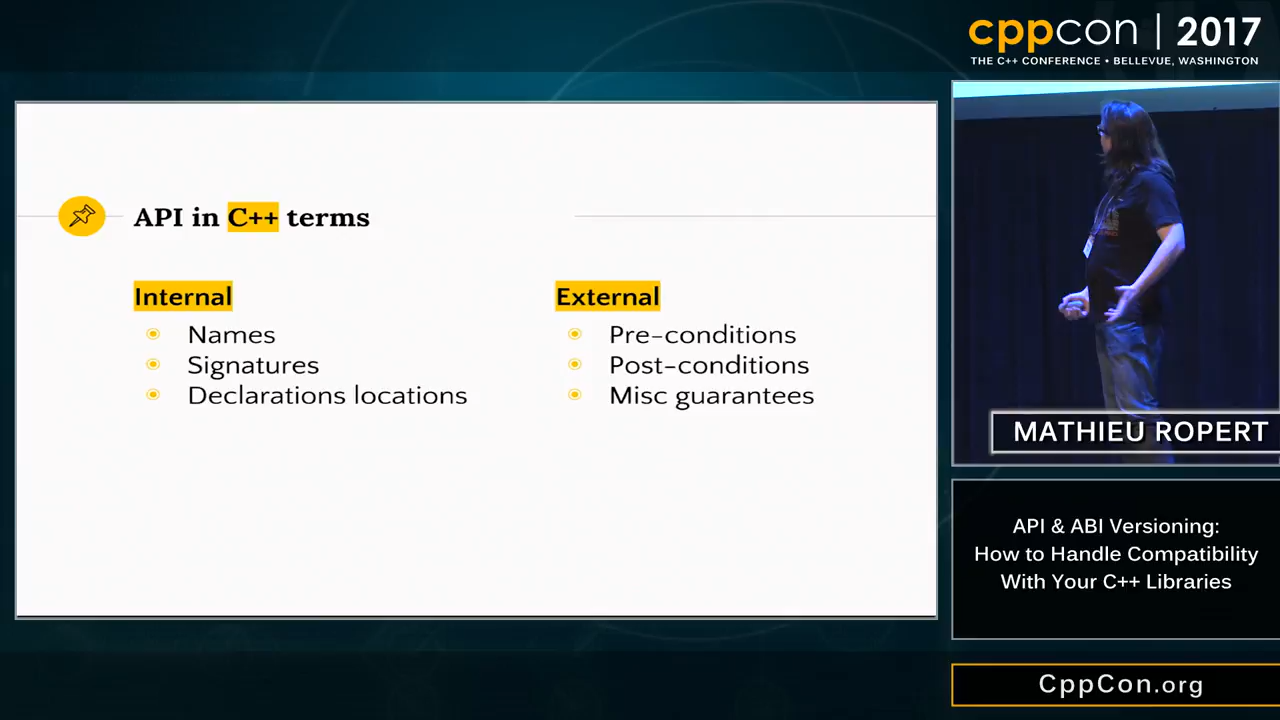 cppcon | 2017
THE C++ CONFERENCE • BELLEVUE, WASHINGTON
API in C++ terms
Internal
Names
Signatures
Declarations locations
External
Pre-conditions
Post-conditions
Misc guarantees
MATHIEU ROPERT
API & ABI Versioning:
How to Handle Compatibility
With Your C++ Libraries
CppCon.org